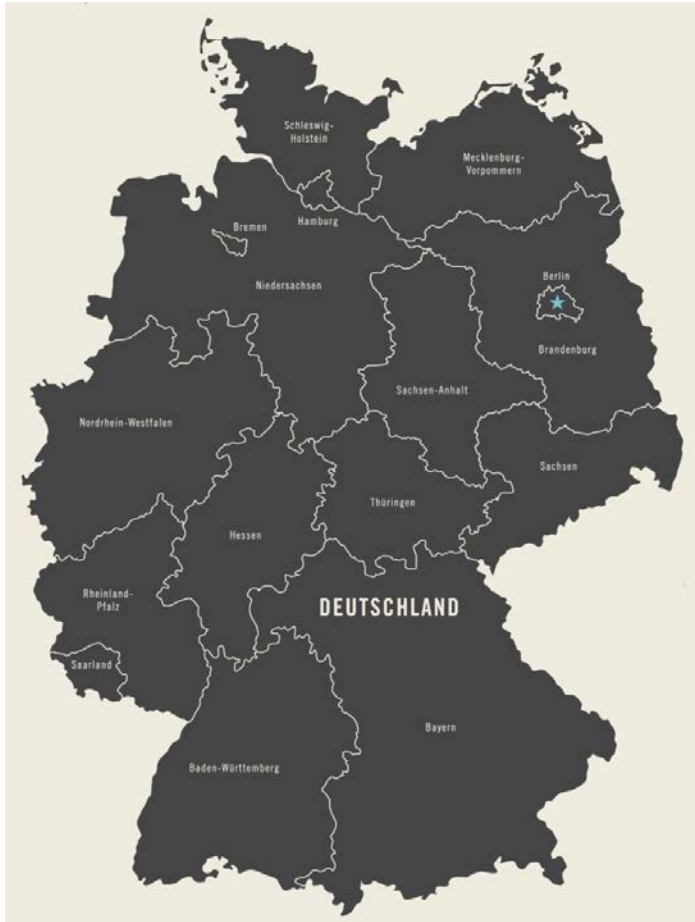 Schleswig-
Holstein
Mecklenburg-
Vorpommern
Hamburg
Bremen
Berlin
Niedersachsen
Brandenburg
Sachsen-Anhalt
Nordrhein-Westfalen
Sachsen
Thüringen
Hessen
Rheinland-
Pfalz
DEUTSCHLAND
Saarland
Bayern
Baden-Württemberg